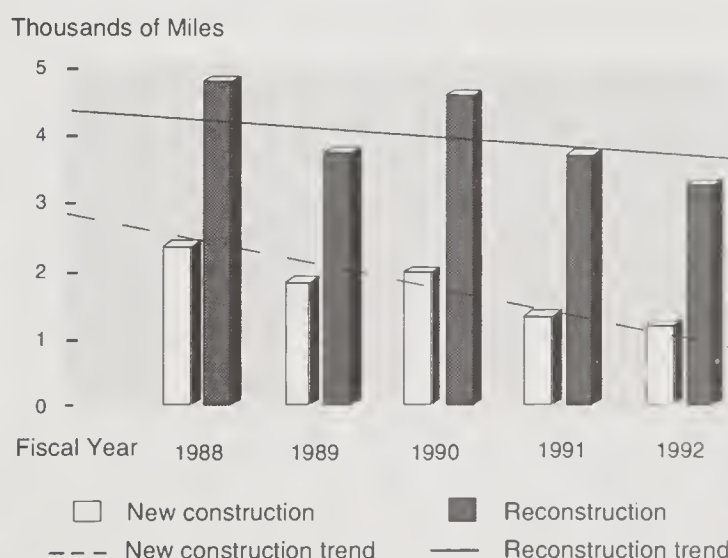 Thousands of Miles
5
4
3
2
1
0
Fiscal Year 1988 1989 1990 1991 1992
New construction Reconstruction
New construction trend Reconstruction trend